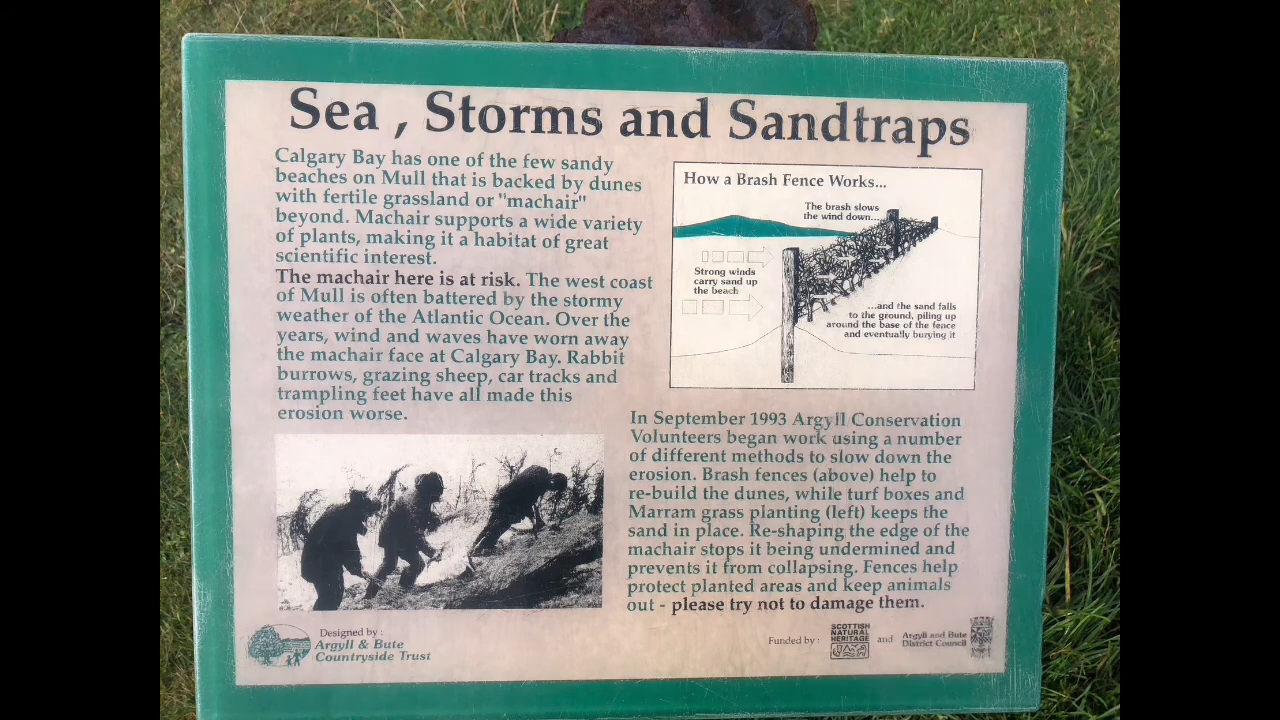 Sea , Storms and Sandtraps
Calgary Bay has one of the few sandy
beaches on Mull that is backed by dunes
with fertile grassland or "machair"
beyond. Machair supports a wide variety
of plants, making it a habitat of great
scientific interest.
The machair here is at risk. The west coast
of Mull is often battered by the stormy
weather of the Atlantic Ocean. Over the
years, wind and waves have worn away
the machair face at Calgary Bay. Rabbit
burrows, grazing sheep, car tracks and
trampling feet have all made this
erosion worse.
How a Brash Fence Works...
The brash slows
the wind down...
Strong winds
carry sand up
the beach
...and the sand falls
to the ground, piling up
around the base of the fence
and eventually burying it
In September 1993 Argyll Conservation
Volunteers began work using a number
of different methods to slow down the
erosion. Brash fences (above) help to
re-build the dunes, while turf boxes and
Marram grass planting (left) keeps the
sand in place. Re-shaping the edge of the
machair stops it being undermined and
prevents it from collapsing. Fences help
protect planted areas and keep animals
out - please try not to damage them.
Designed by :
Argyll & Bute
Countryside Trust
Funded by :
SCOTTISH
NATURAL
HERITAGE
and
Argyll and Bute
District Council